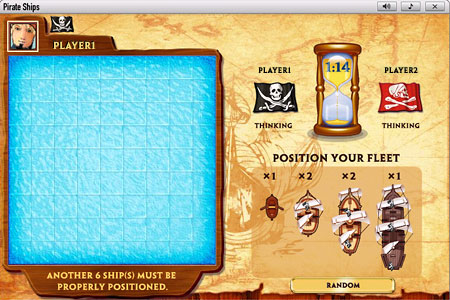 Pirate Ships
PLAYER1
1:14
PLAYER1
PLAYER2
THINKING
THINKING
POSITION YOUR FLEET
×1
×2
×2
×1
ANOTHER 6 SHIP(S) MUST BE
PROPERLY POSITIONED.
RANDOM